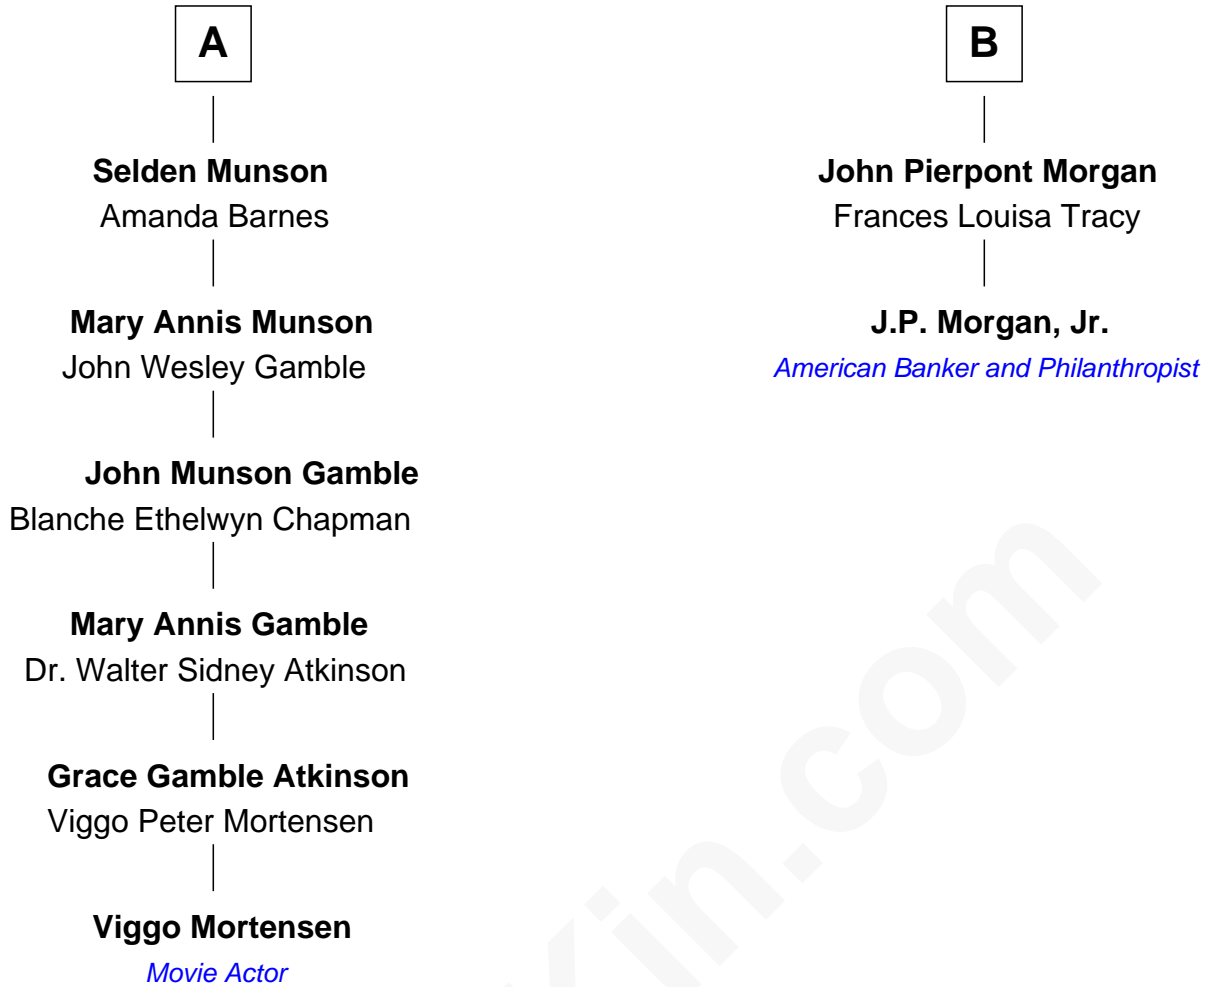 A
Selden Munson
Amanda Barnes
Mary Annis Munson
John Wesley Gamble
John Munson Gamble
Blanche Ethelwyn Chapman
Mary Annis Gamble
Dr. Walter Sidney Atkinson
Grace Gamble Atkinson
Viggo Peter Mortensen
Viggo Mortensen
Movie Actor
B
John Pierpont Morgan
Frances Louisa Tracy
J.P. Morgan, Jr.
American Banker and Philanthropist
Kin.com